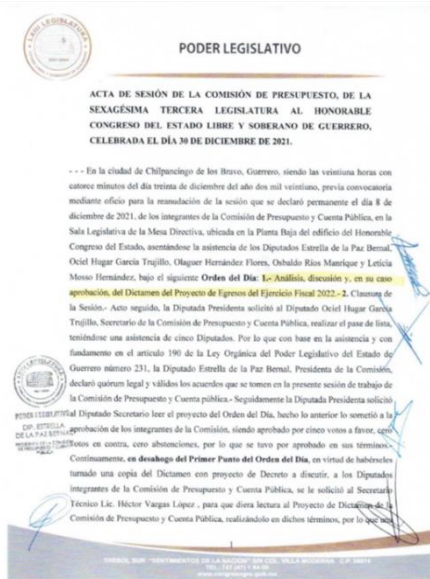 PODER LEGISLATIVO
ACTA DE SESIÓN DE LA COMISIÓN DE PRESUPUESTO, DE LA
SEXAGÉSIMA TERCERA LEGISLATURA AL HONORABLE
CONGRESO DEL ESTADO LIBRE Y SOBERANO DE GUERRERO,
CELEBRADA EL DÍA 30 DE DICIEMBRE DE 2021.
- - - En la ciudad de Chilpancingo de los Bravo, Guerrero, siendo las veintiuna horas con
catorce minutos del día treinta de diciembre del año dos mil veintiuno, previa convocatoria
mediante oficio para la reanudación de la sesión que se declaró permanente el día 8 de
diciembre de 2021, de los integrantes de la Comisión de Presupuesto y Cuenta Pública, en la
Sala Legislativa de la Mesa Directiva, ubicada en la Planta Baja del edificio del Honorable
Congreso del Estado, asentándose la asistencia de los Diputados Estrella de la Paz Bernal,
Ociel Hugar García Trujillo, Olaguer Hernández Flores, Osbaldo Ríos Manrique y Leticia
Mosso Hernández, bajo el siguiente Orden del Día: 1.- Análisis, discusión y, en su caso
aprobación, del Dictamen del Proyecto de Egresos del Ejercicio Fiscal 2022.- 2. Clausura de
la Sesión.- Acto seguido, la Diputada Presidenta solicitó al Diputado Ociel Hugar García
Trujillo, Secretario de la Comisión de Presupuesto y Cuenta Pública, realizar el pase de lista,
teniéndose una asistencia de cinco Diputados. Por lo que con base en la asistencia y con
fundamento en el artículo 190 de la Ley Orgánica del Poder Legislativo del Estado de
Guerrero número 231, la Diputada Estrella de la Paz Bernal, Presidenta de la Comisión,
declaró quórum legal y válidos los acuerdos que se tomen en la presente sesión de trabajo de
la Comisión de Presupuesto y Cuenta pública.- Seguidamente la Diputada Presidenta solicitó
al Diputado Secretario leer el proyecto del Orden del Día, hecho lo anterior lo sometió a la
aprobación de los integrantes de la Comisión, siendo aprobado por cinco votos a favor, cero
votos en contra, cero abstenciones, por lo que se tuvo por aprobado en sus términos.-
Continuamente, en desahogo del Primer Punto del Orden del Día, en virtud de habérseles
turnado una copia del Dictamen con proyecto de Decreto a discutir, a los Diputados
integrantes de la Comisión de Presupuesto y Cuenta Pública, se le solicitó al Secretario
Técnico Lic. Héctor Vargas López , para que diera lectura al Proyecto de Dictamen de la
Comisión de Presupuesto y Cuenta Pública, realizándolo en dichos términos, por lo que una
PODER LEGISLATIVO
DIP. ESTRELLA
DE LA PAZ BERNAL
TREBOL SUR "SENTIMIENTOS DE LA NACION" S/N COL. VILLA MODERNA C.P. 39074